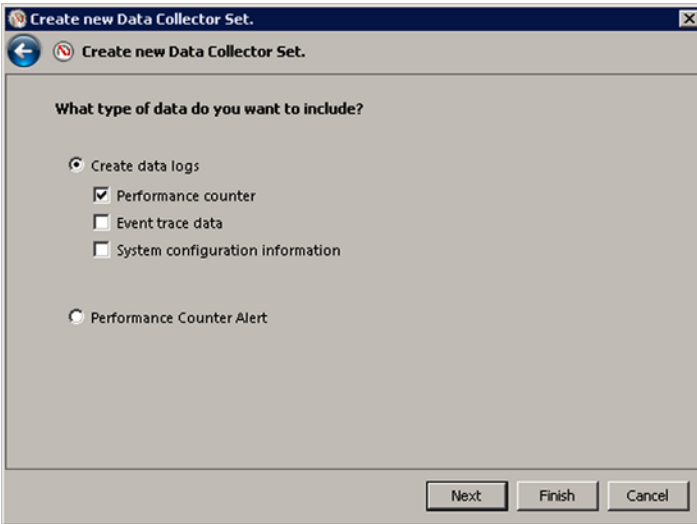 Create new Data Collector Set.
Create new Data Collector Set.
What type of data do you want to include?
Create data logs
Performance counter
Event trace data
System configuration information
Performance Counter Alert
Next Finish Cancel